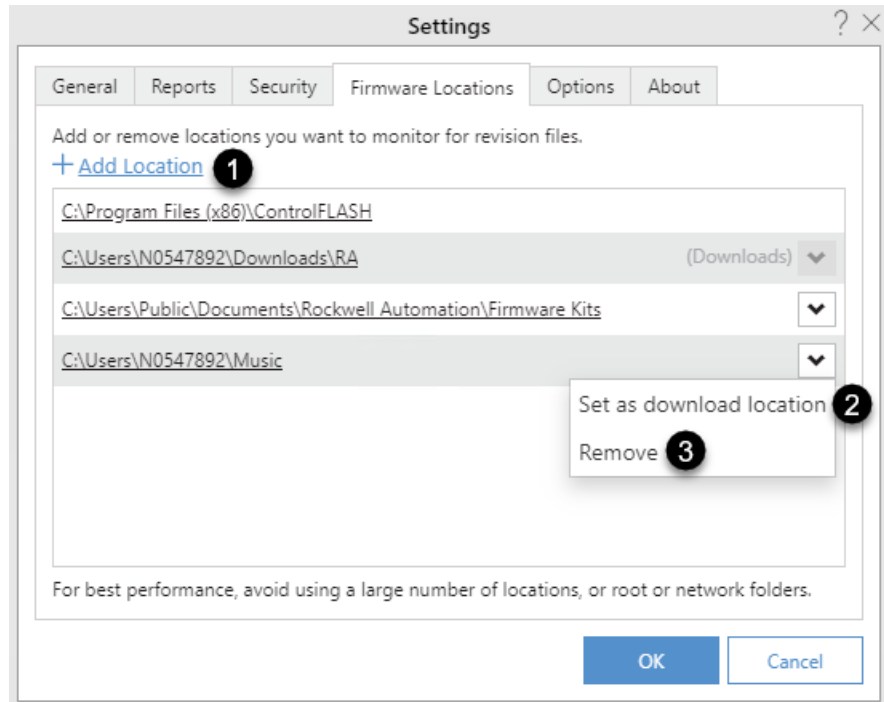 Settings
? ×
General Reports Security Firmware Locations Options About
Add or remove locations you want to monitor for revision files.
+ Add Location 1
C:\Program Files (x86)\ControlFLASH
C:\Users\N0547892\Downloads\RA (Downloads)
C:\Users\Public\Documents\Rockwell Automation\Firmware Kits
C:\Users\N0547892\Music
Set as download location 2
Remove 3
For best performance, avoid using a large number of locations, or root or network folders.
OK Cancel